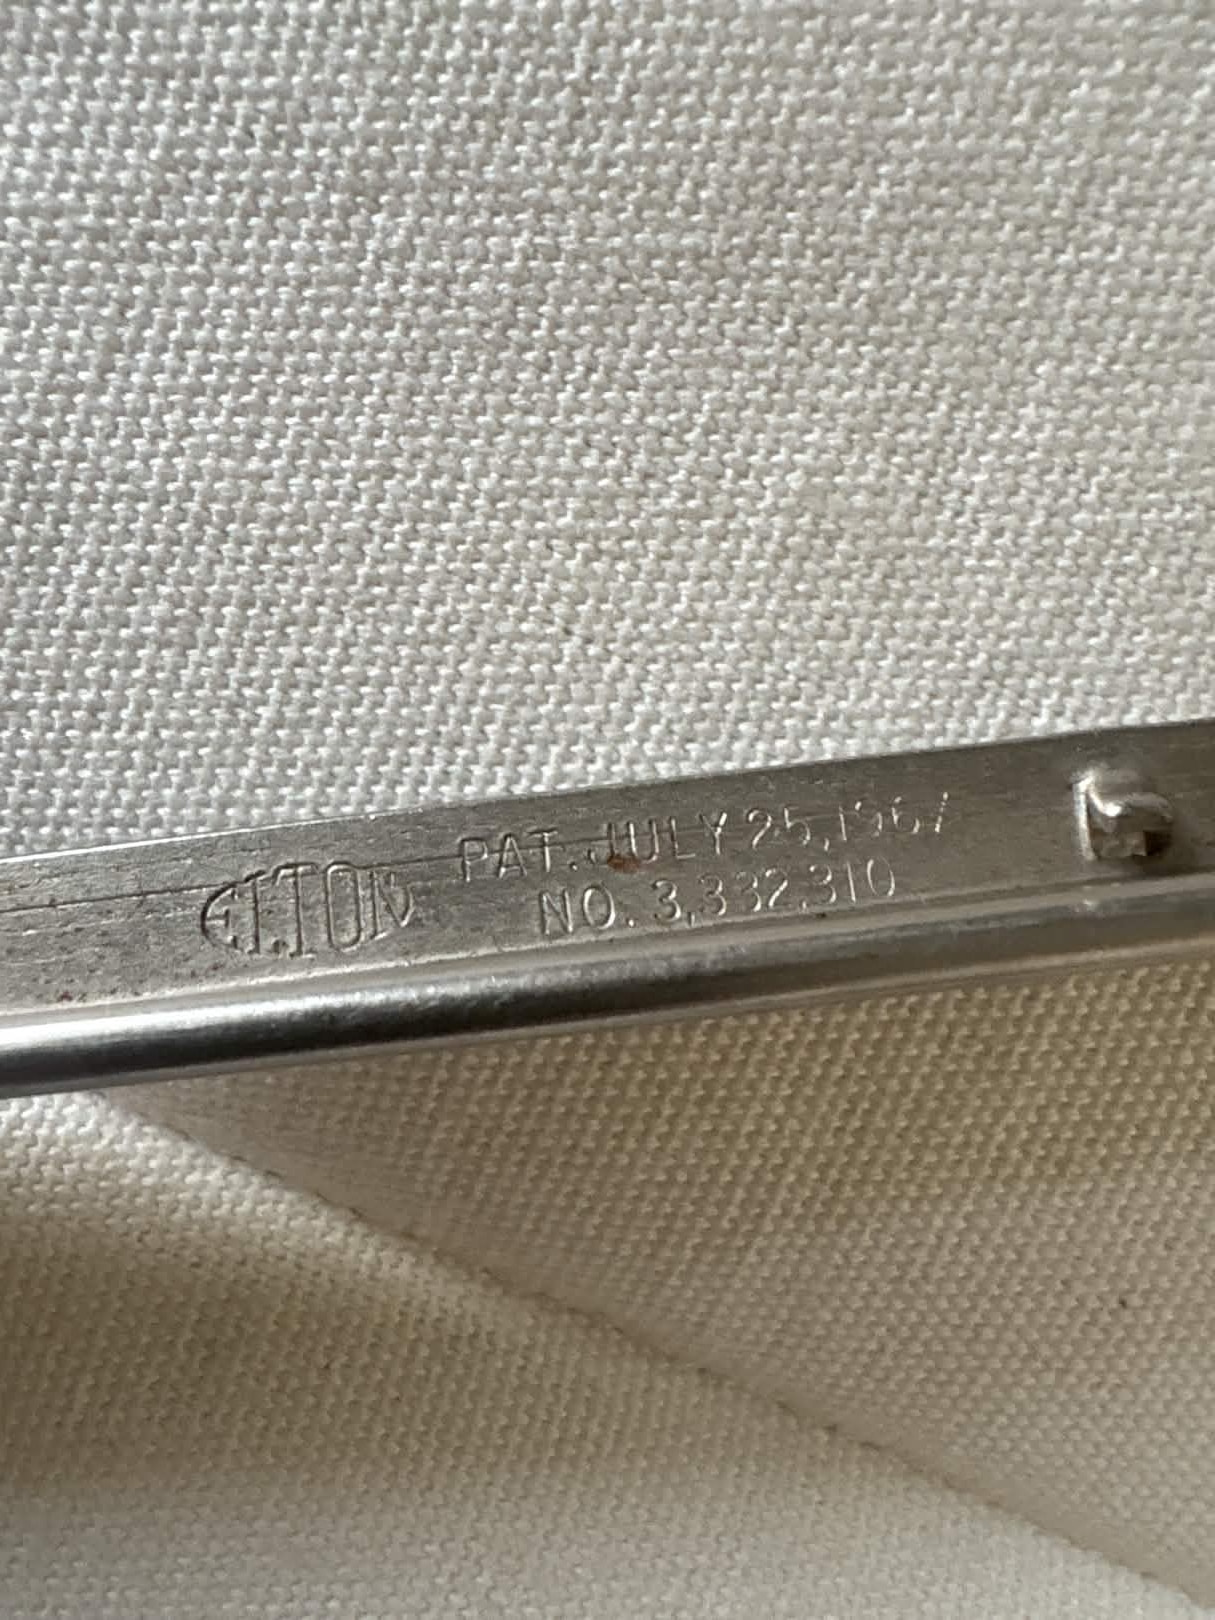 ELTON
PAT. JULY 25, 1967
NO. 3,332,310